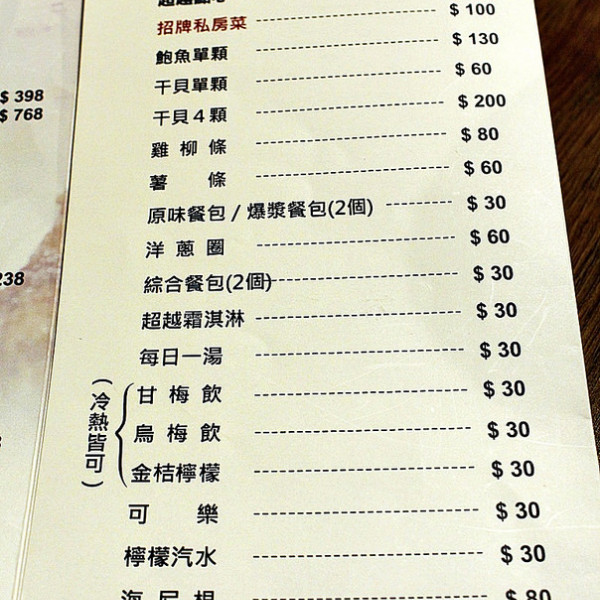 招牌私房菜 $ 100
鮑魚單顆 $ 130
干貝單顆 $ 60
干貝4顆 $ 200
雞柳條 $ 80
薯條 $ 60
原味餐包 / 爆漿餐包(2個) $ 30
洋蔥圈 $ 60
綜合餐包(2個) $ 30
超越霜淇淋 $ 30
每日一湯 $ 30
(冷熱皆可)
甘梅飲 $ 30
烏梅飲 $ 30
金桔檸檬 $ 30
可樂 $ 30
檸檬汽水 $ 30
海尼根 $ 80
$ 398
$ 768
238